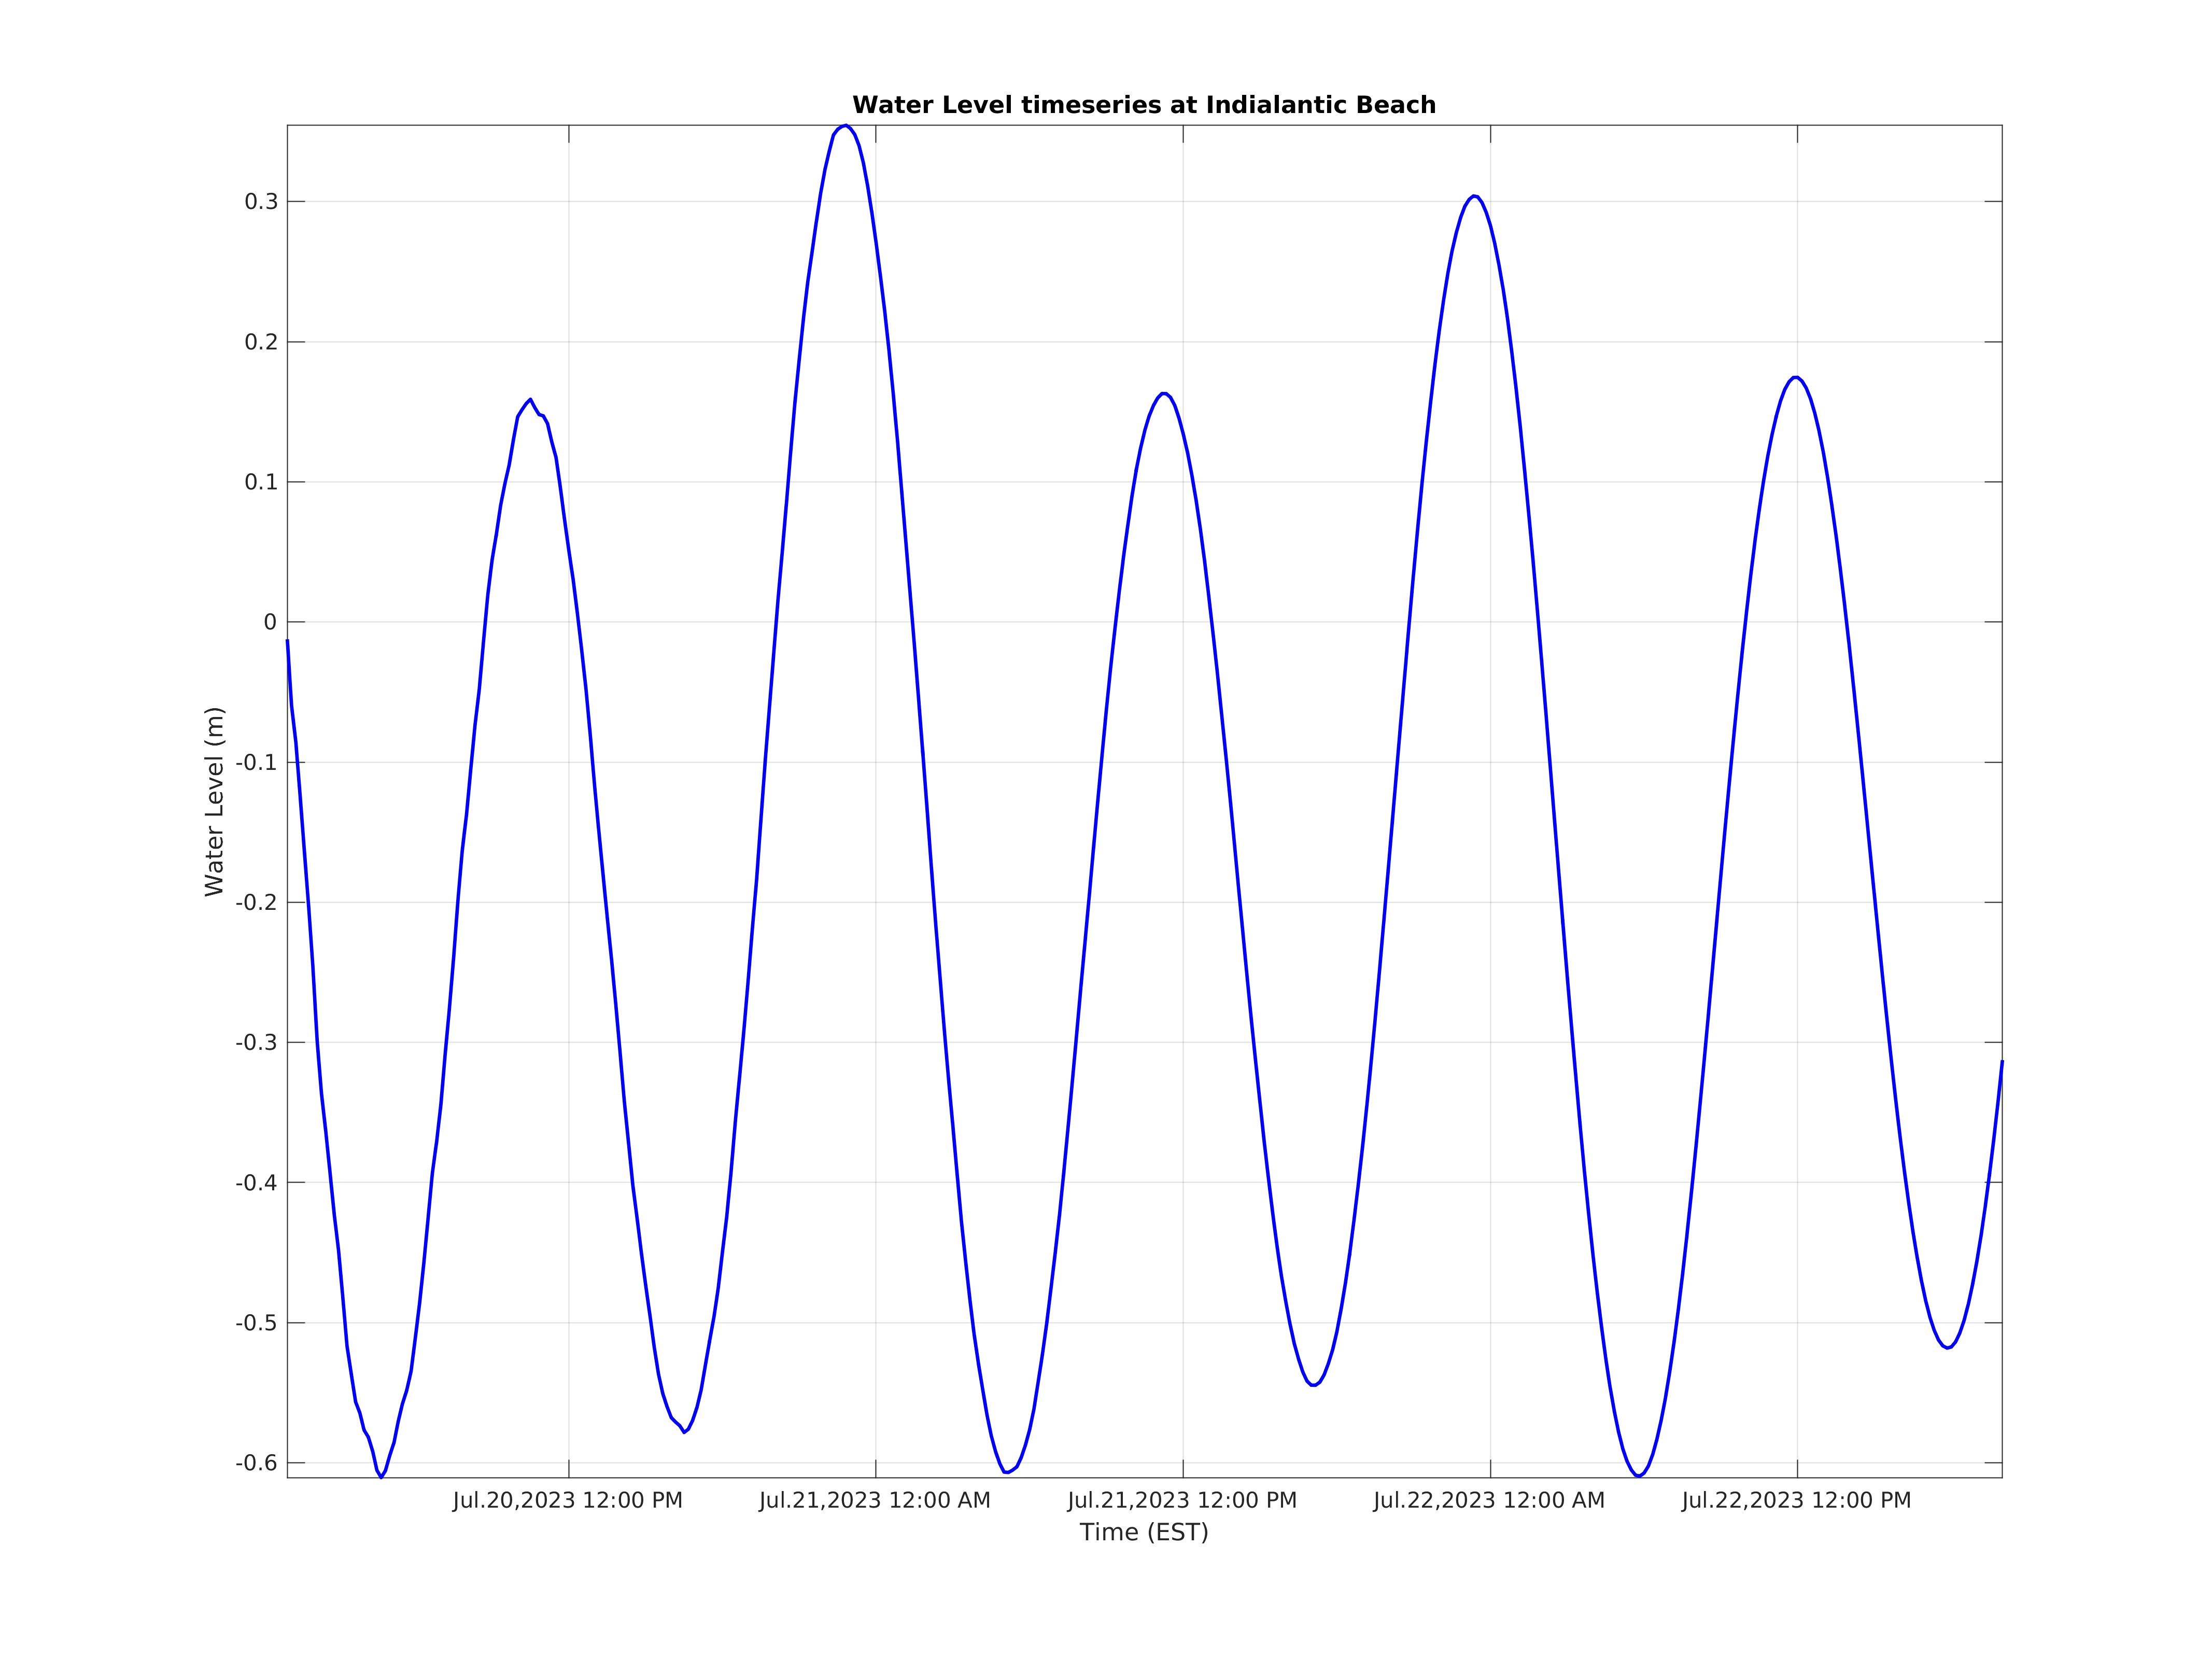 Water Level timeseries at Indialantic Beach
0.3
0.2
0.1
0
-0.1
-0.2
-0.3
-0.4
-0.5
-0.6
Water Level (m)
Jul.20,2023 12:00 PM
Jul.21,2023 12:00 AM
Jul.21,2023 12:00 PM
Jul.22,2023 12:00 AM
Jul.22,2023 12:00 PM
Time (EST)